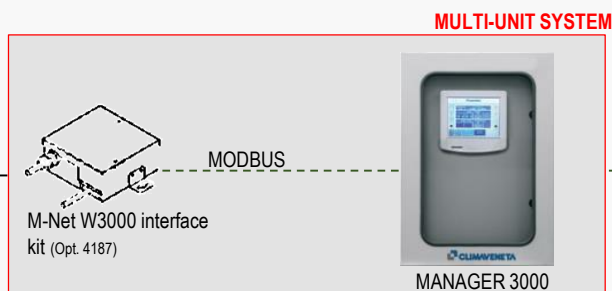 MULTI-UNIT SYSTEM
MODBUS
M-Net W3000 interface
kit (Opt. 4187)
CLIMAVENETA
MANAGER 3000